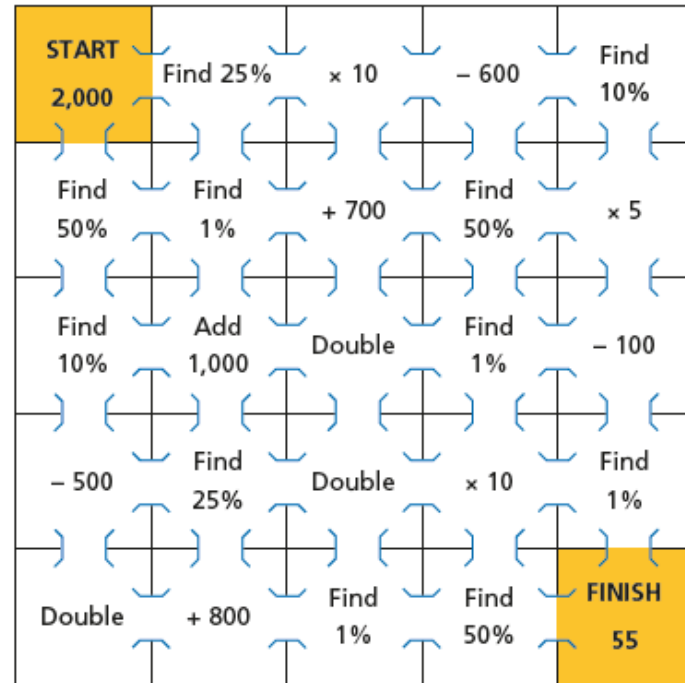 START
2,000
Find 25%
× 10
− 600
Find
10%
Find
50%
Find
1%
+ 700
Find
50%
× 5
Find
10%
Add
1,000
Double
Find
1%
− 100
− 500
Find
25%
Double
× 10
Find
1%
Double
+ 800
Find
1%
Find
50%
FINISH
55